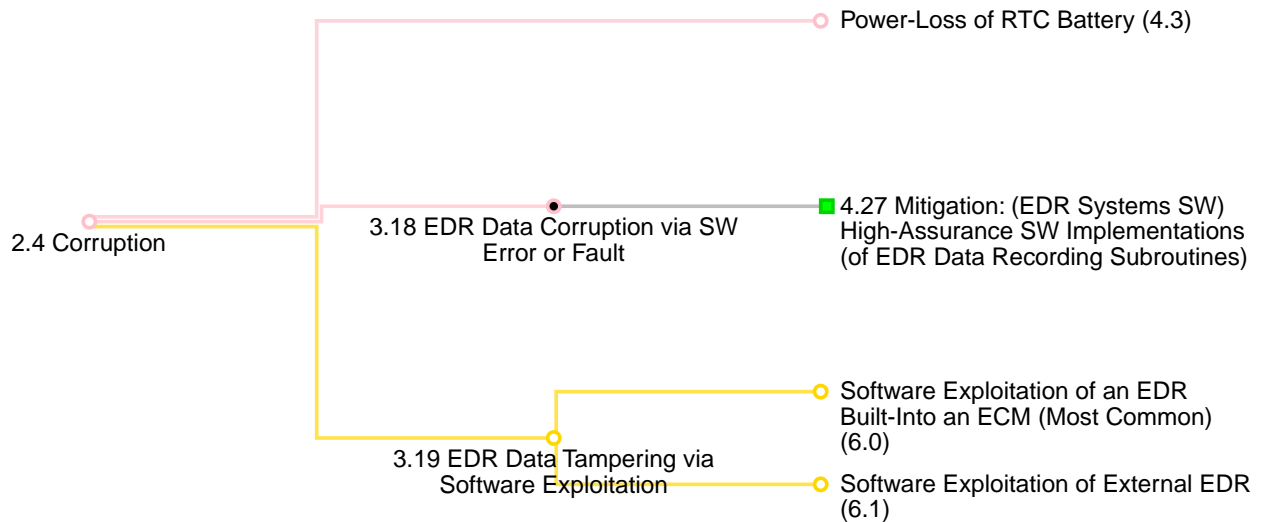 Power-Loss of RTC Battery (4.3)
2.4 Corruption
3.18 EDR Data Corruption via SW
Error or Fault
4.27 Mitigation: (EDR Systems SW)
High-Assurance SW Implementations
(of EDR Data Recording Subroutines)
3.19 EDR Data Tampering via
Software Exploitation
Software Exploitation of an EDR
Built-Into an ECM (Most Common)
(6.0)
Software Exploitation of External EDR
(6.1)